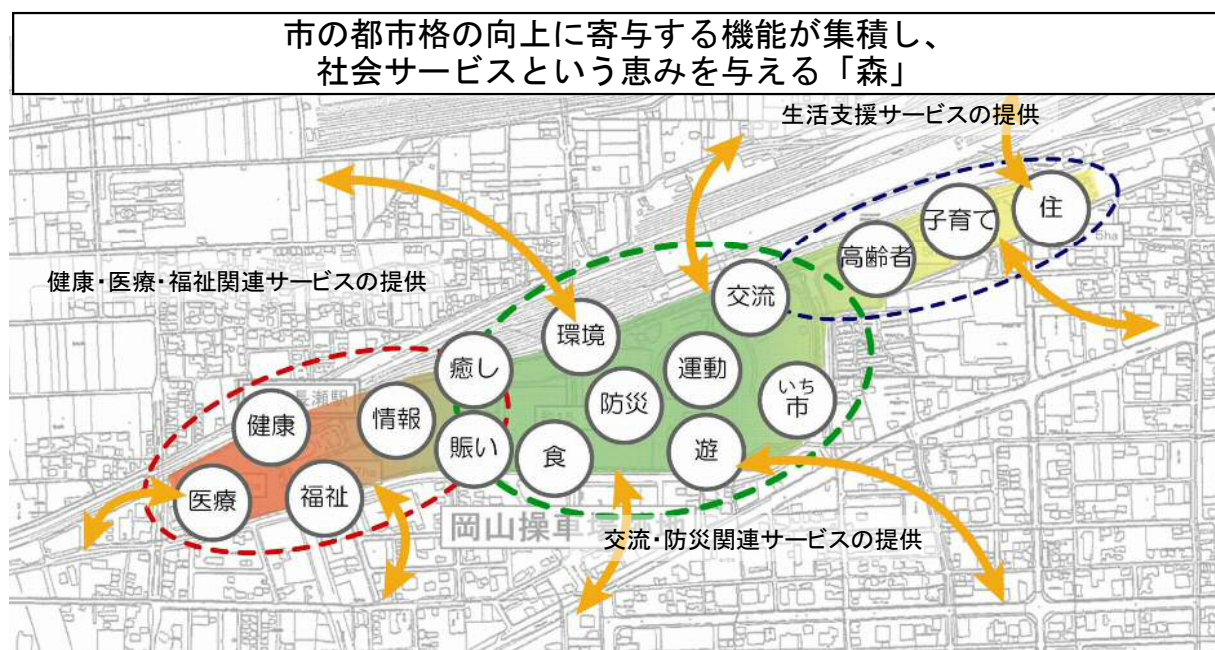 市の都市格の向上に寄与する機能が集積し、
社会サービスという恵みを与える「森」
生活支援サービスの提供
住
子育て
高齢者
健康・医療・福祉関連サービスの提供
交流
環境
癒し
運動
いち
市
防災
情報
健康
賑い
食
遊
福祉
医療
岡山操車
交流・防災関連サービスの提供
長瀬駅